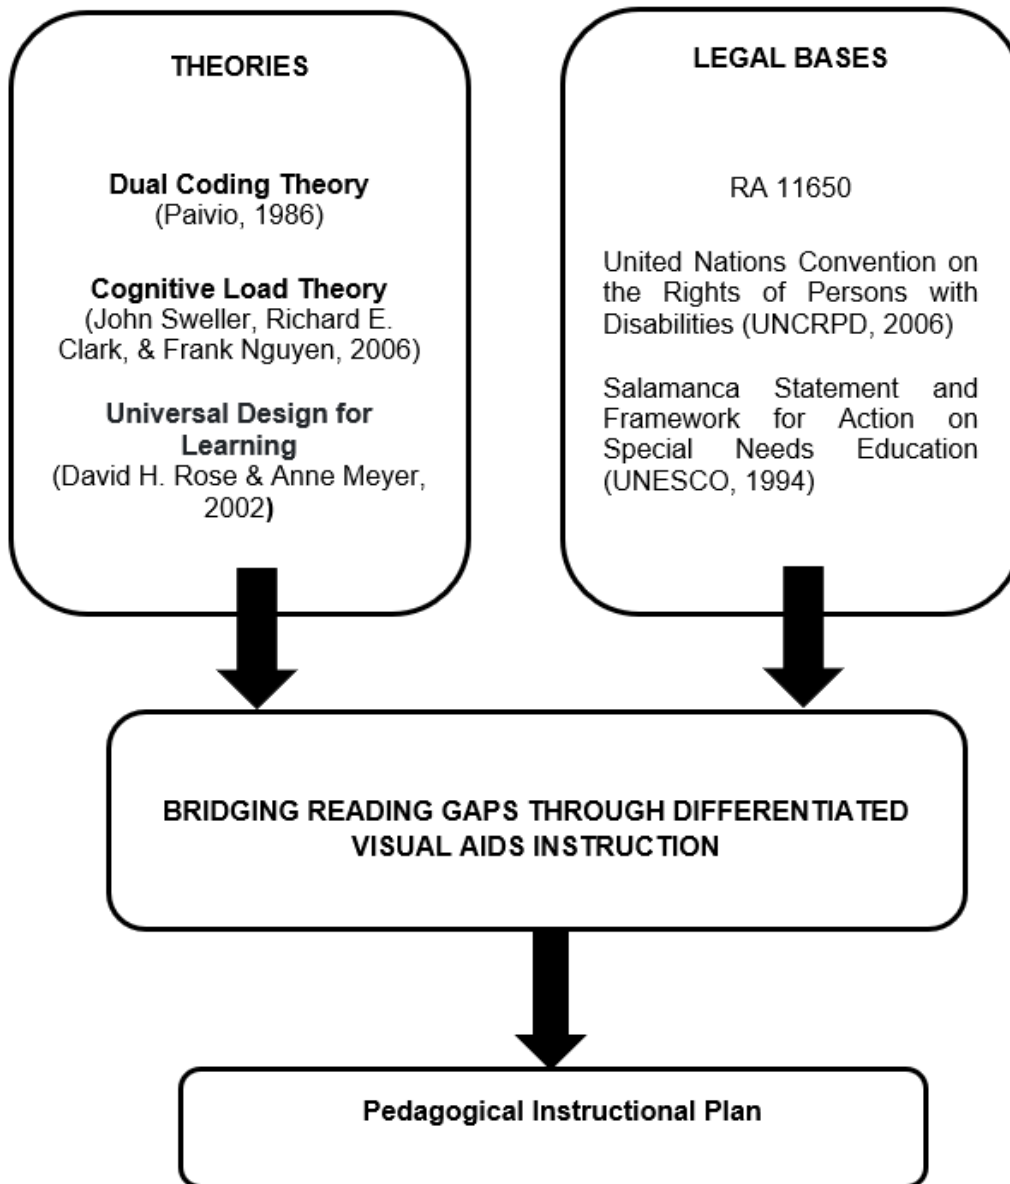 THEORIES
Dual Coding Theory
(Paivio, 1986)
Cognitive Load Theory
(John Sweller, Richard E.
Clark, & Frank Nguyen, 2006)
Universal Design for
Learning
(David H. Rose & Anne Meyer,
2002)
LEGAL BASES
RA 11650
United Nations Convention on
the Rights of Persons with
Disabilities (UNCRPD, 2006)
Salamanca Statement and
Framework for Action on
Special Needs Education
(UNESCO, 1994)
BRIDGING READING GAPS THROUGH DIFFERENTIATED
VISUAL AIDS INSTRUCTION
Pedagogical Instructional Plan